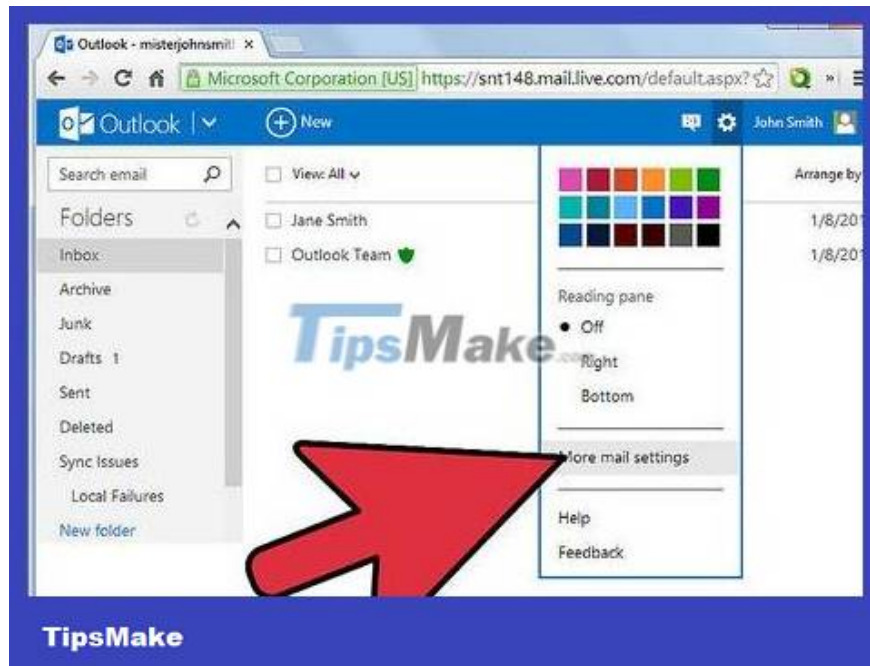 Outlook - misterjohnsmit
Microsoft Corporation [US] https://snt148.mail.live.com/default.aspx?
Outlook
New
John Smith
Search email
View: All
Arrange by
Folders
Jane Smith
1/8/201
Inbox
Outlook Team
1/8/201
Archive
Junk
Drafts 1
Sent
Deleted
Sync Issues
Local Failures
New folder
Reading pane
Off
Right
Bottom
More mail settings
Help
Feedback
TipsMake.com
TipsMake